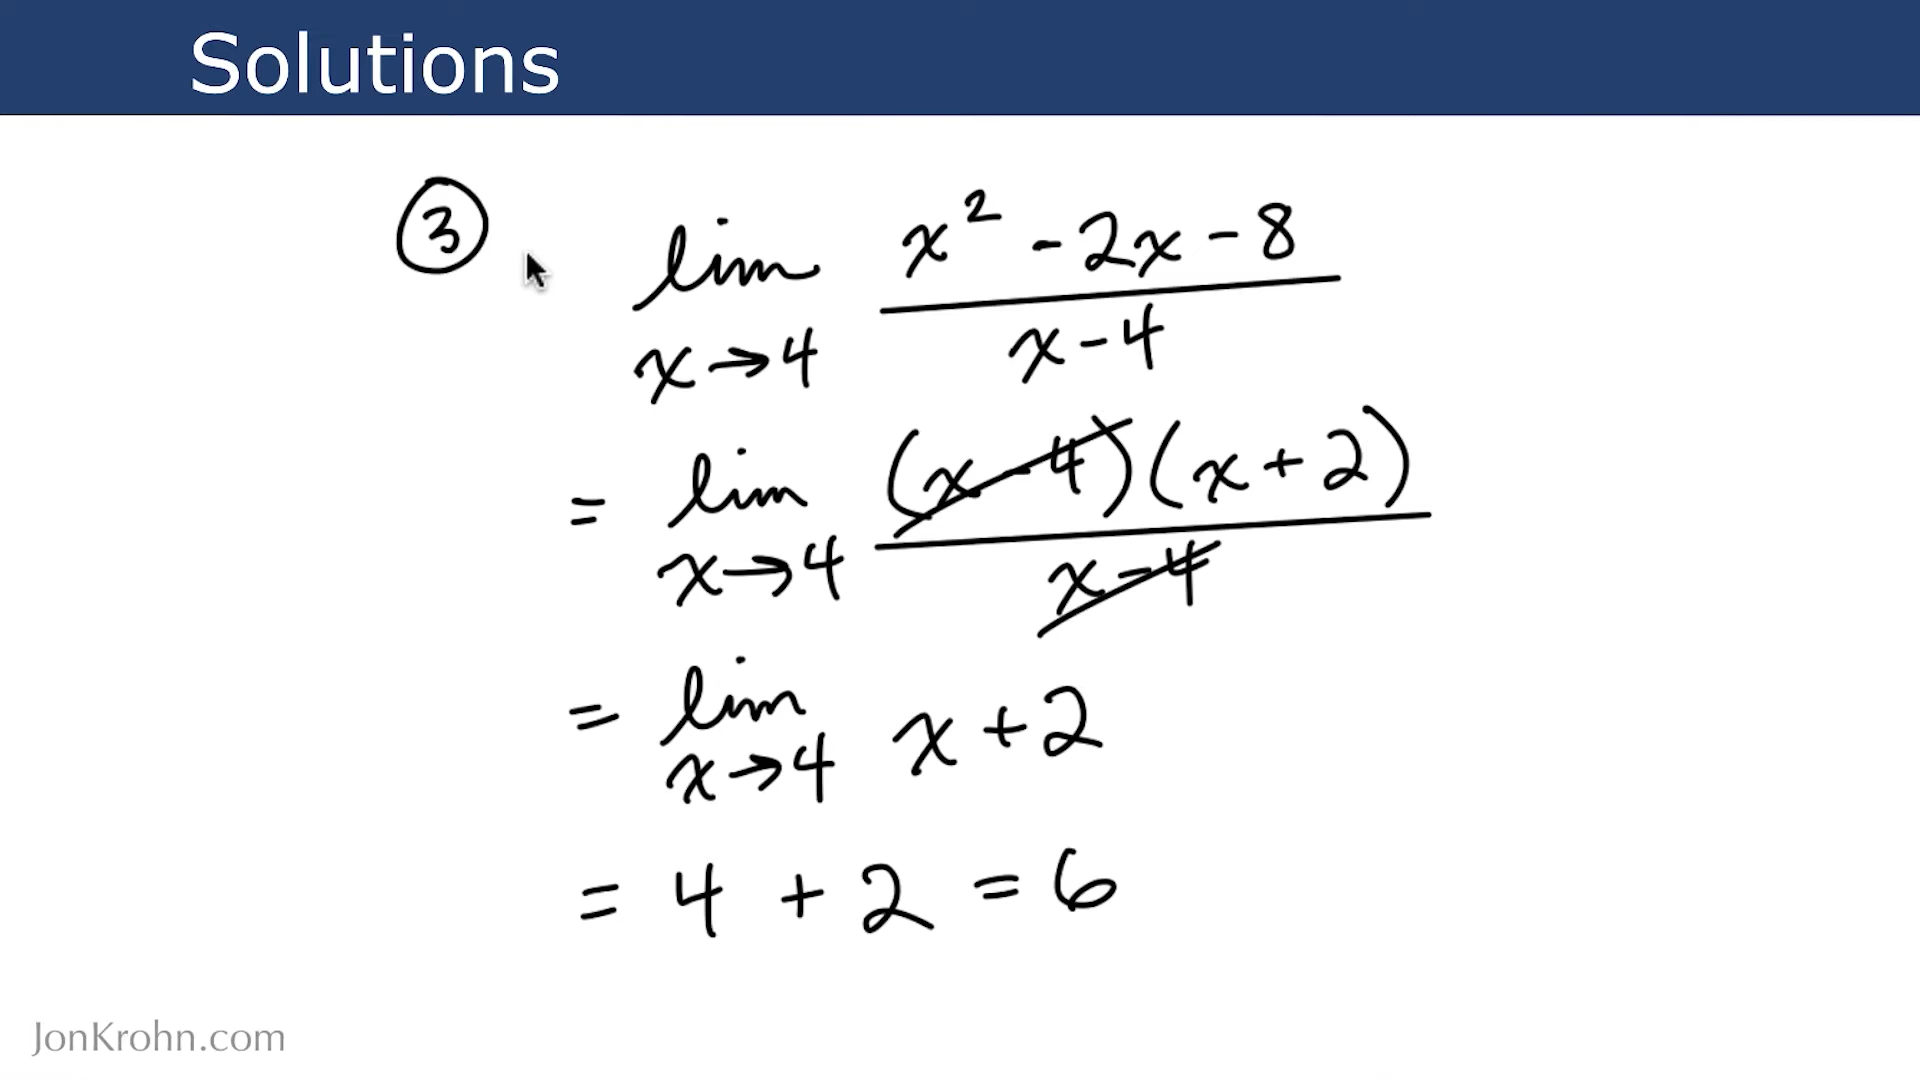 Solutions
③ lim x→4 (x² - 2x - 8)/(x - 4)
= lim x→4 (x - 4)(x + 2)/(x - 4)
= lim x→4 x + 2
= 4 + 2 = 6
JonKrohn.com